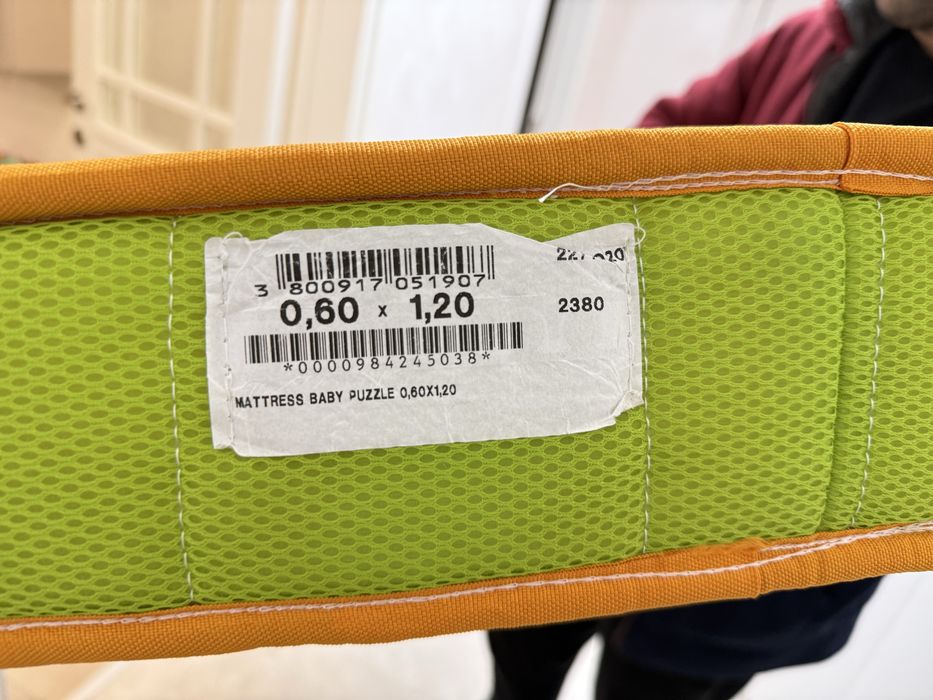 3 800917 051907
0,60 x 1,20
2380
*0000984245038*
MATTRESS BABY PUZZLE 0,60X1,20